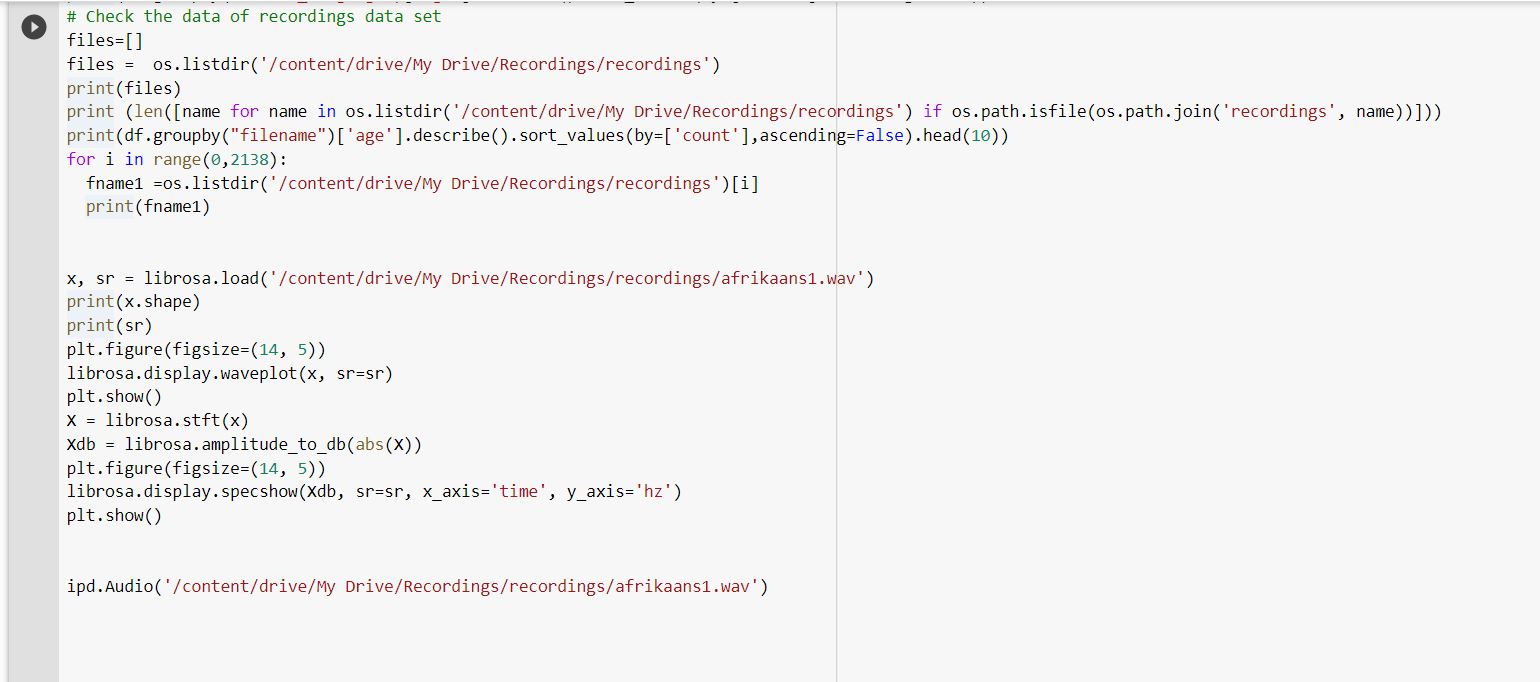 # Check the data of recordings data set
files=[]
files =  os.listdir('/content/drive/My Drive/Recordings/recordings')
print(files)
print (len([name for name in os.listdir('/content/drive/My Drive/Recordings/recordings') if os.path.isfile(os.path.join('recordings', name))]))
print(df.groupby("filename")['age'].describe().sort_values(by=['count'],ascending=False).head(10))
for i in range(0,2138):
  fname1 =os.listdir('/content/drive/My Drive/Recordings/recordings')[i]
  print(fname1)
x, sr = librosa.load('/content/drive/My Drive/Recordings/recordings/afrikaans1.wav')
print(x.shape)
print(sr)
plt.figure(figsize=(14, 5))
librosa.display.waveplot(x, sr=sr)
plt.show()
X = librosa.stft(x)
Xdb = librosa.amplitude_to_db(abs(X))
plt.figure(figsize=(14, 5))
librosa.display.specshow(Xdb, sr=sr, x_axis='time', y_axis='hz')
plt.show()
ipd.Audio('/content/drive/My Drive/Recordings/recordings/afrikaans1.wav')